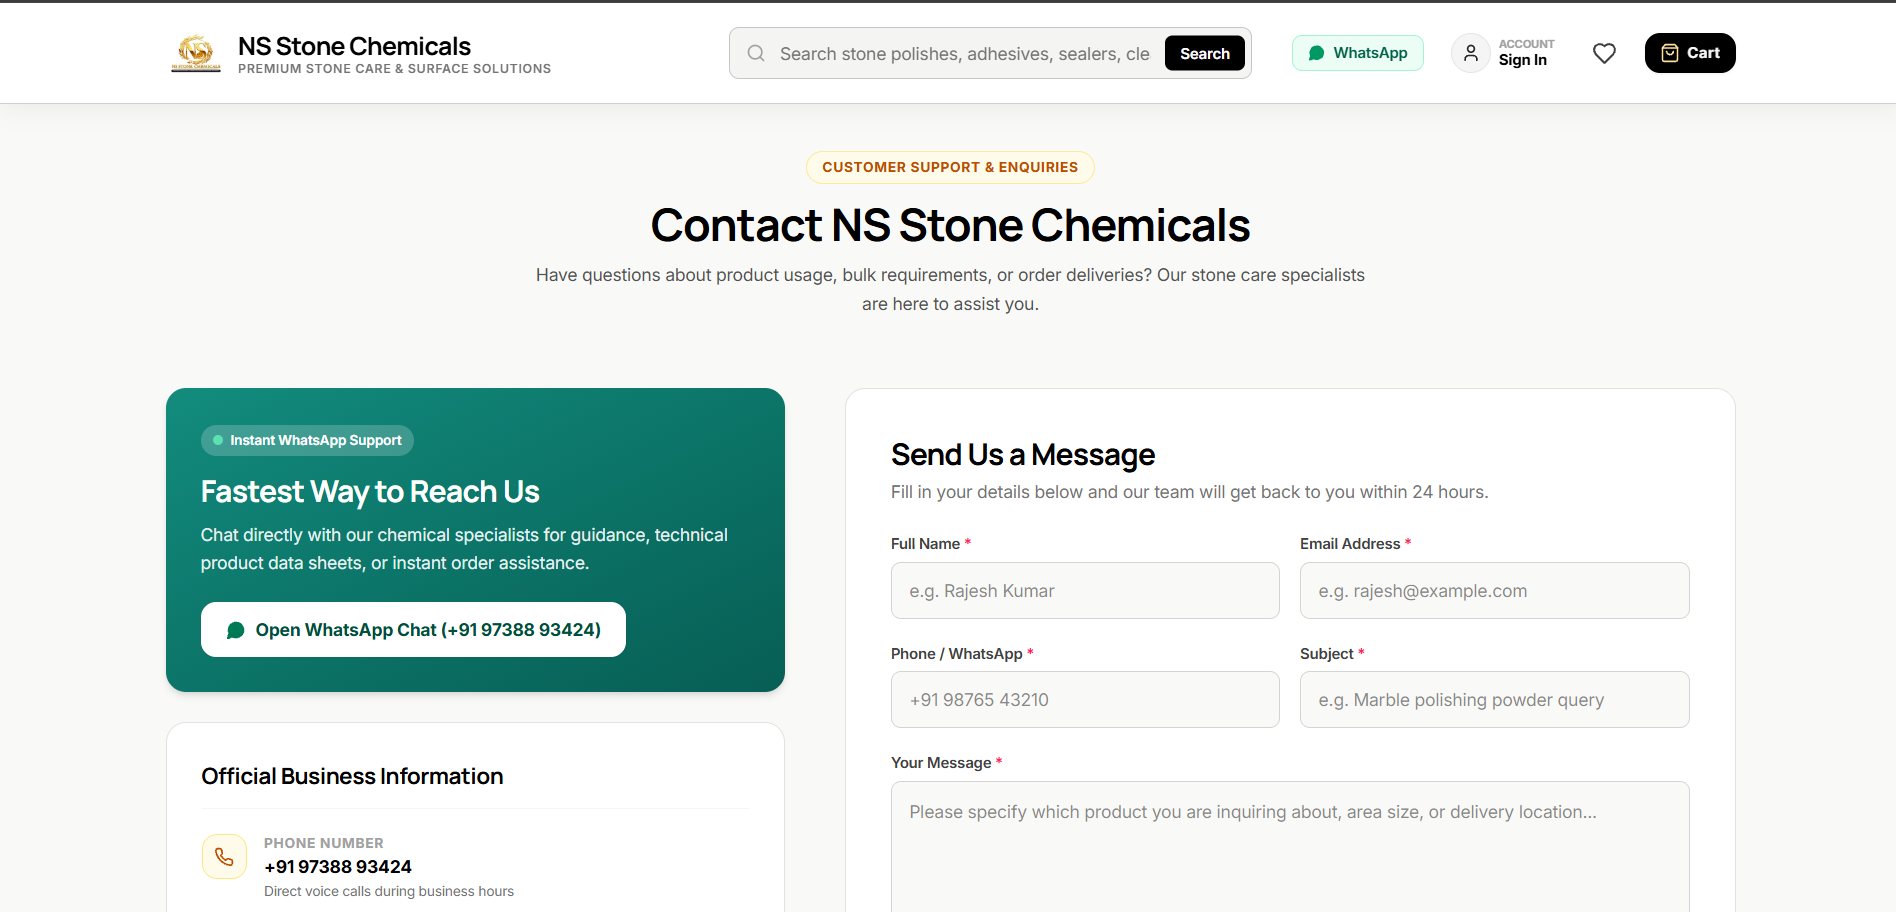 NS Stone Chemicals
PREMIUM STONE CARE & SURFACE SOLUTIONS
Search stone polishes, adhesives, sealers, cle
Search
WhatsApp
ACCOUNT
Sign In
Cart
CUSTOMER SUPPORT & ENQUIRIES
Contact NS Stone Chemicals
Have questions about product usage, bulk requirements, or order deliveries? Our stone care specialists
are here to assist you.
Instant WhatsApp Support
Fastest Way to Reach Us
Chat directly with our chemical specialists for guidance, technical
product data sheets, or instant order assistance.
Open WhatsApp Chat (+91 97388 93424)
Official Business Information
PHONE NUMBER
+91 97388 93424
Direct voice calls during business hours
Send Us a Message
Fill in your details below and our team will get back to you within 24 hours.
Full Name *
e.g. Rajesh Kumar
Email Address *
e.g. rajesh@example.com
Phone / WhatsApp *
+91 98765 43210
Subject *
e.g. Marble polishing powder query
Your Message *
Please specify which product you are inquiring about, area size, or delivery location...